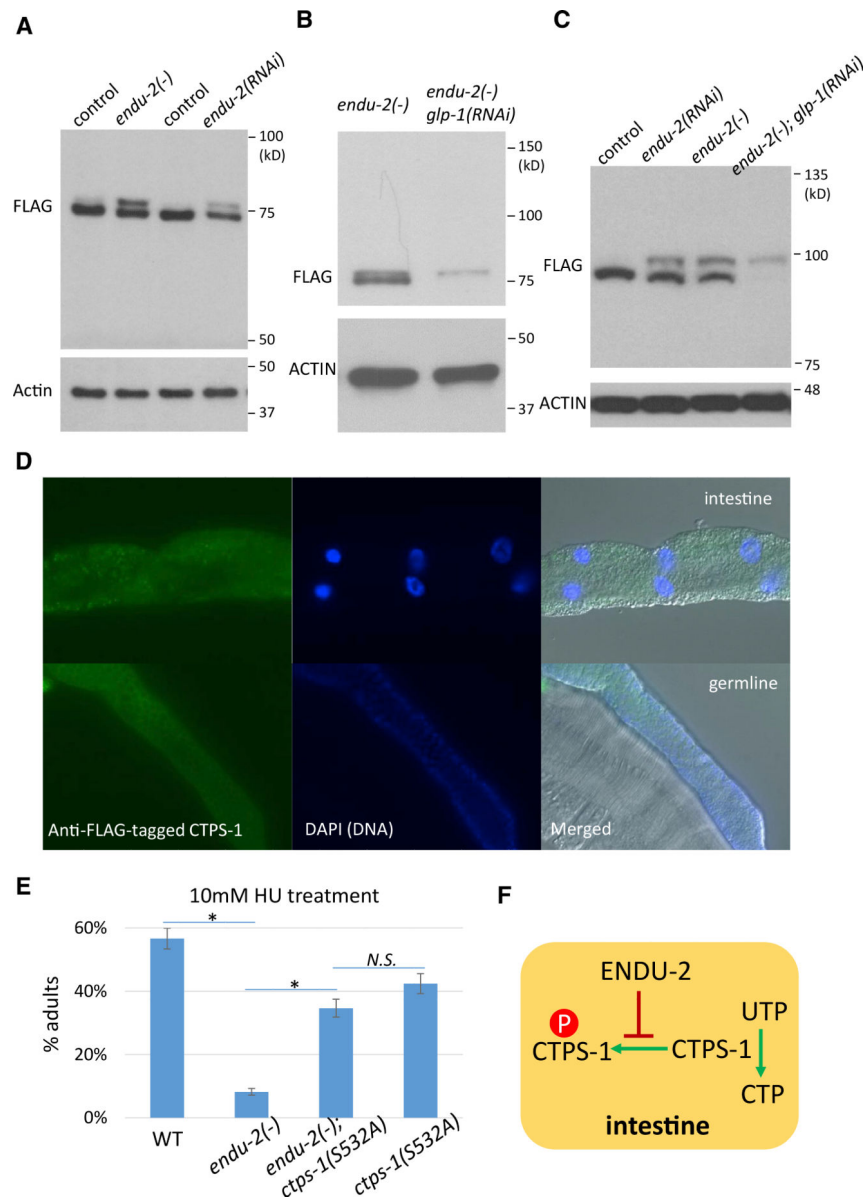 A
control
endu-2(-)
control
endu-2(RNAi)
100
(kD)
FLAG
75
50
50
Actin
37
B
endu-2(-)
endu-2(-)
glp-1(RNAi)
150
(kD)
100
FLAG
75
50
ACTIN
37
C
control
endu-2(RNAi)
endu-2(-)
endu-2(-); glp-1(RNAi)
135
(kD)
FLAG
100
75
48
ACTIN
D
intestine
germline
Anti-FLAG-tagged CTPS-1
DAPI (DNA)
Merged
E
10mM HU treatment
% adults
60%
40%
20%
0%
*
*
N.S.
WT
endu-2(-)
endu-2(-);
ctps-1(S532A)
ctps-1(S532A)
F
ENDU-2
P
UTP
CTPS-1
CTPS-1
CTP
intestine